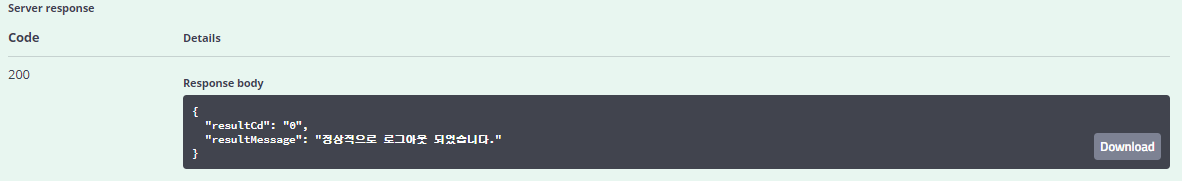 Server response
Code Details
200
Response body
{
"resultCd": "0",
"resultMessage": "정상적으로 로그아웃 되었습니다."
}
Download